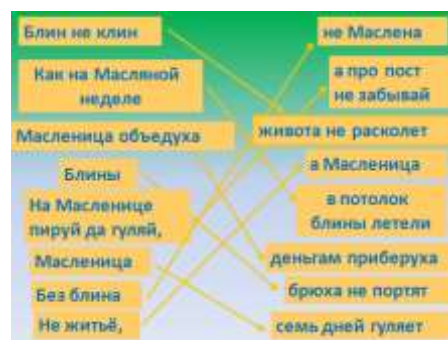 Блин не клин
Как на Масляной
неделе
Масленица объедуха
Блины
На Масленице
пируй да гуляй,
Масленица
Без блина
Не житьё,
не Маслена
а про пост
не забывай
живота не расколет
а Масленица
в потолок
блины летели
деньгам приберуха
брюха не портят
семь дней гуляет